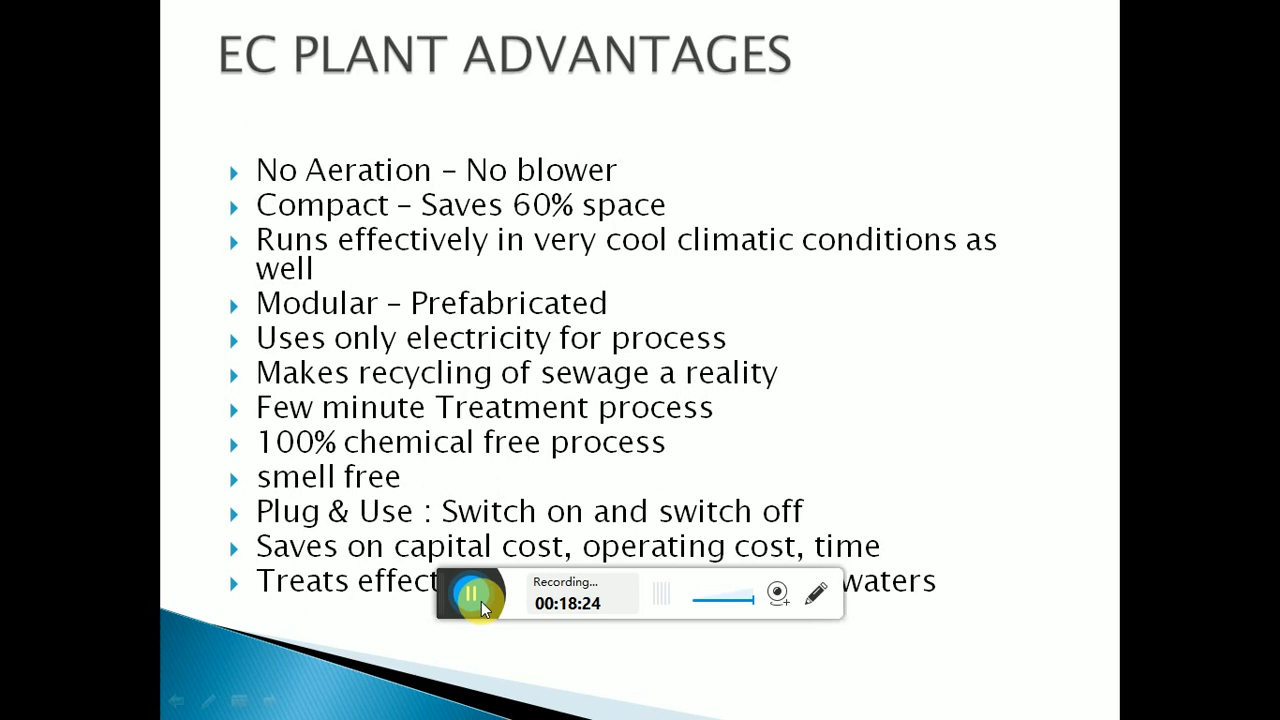 EC PLANT ADVANTAGES
No Aeration – No blower
Compact – Saves 60% space
Runs effectively in very cool climatic conditions as
well
Modular – Prefabricated
Uses only electricity for process
Makes recycling of sewage a reality
Few minute Treatment process
100% chemical free process
smell free
Plug & Use : Switch on and switch off
Saves on capital cost, operating cost, time
Treats waters
Recording...
00:18:24